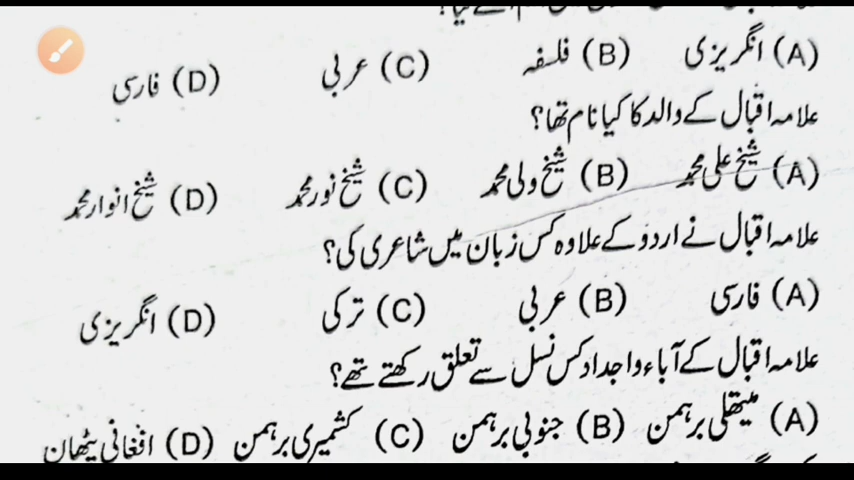 (A) انگریزی (B) فلسفہ (C) عربی (D) فارسی
علامہ اقبال کے والد کا کیا نام تھا؟
(A) شیخ علی محمد (B) شیخ ولی محمد (C) شیخ نور محمد (D) شیخ انوار محمد
علامہ اقبال نے اردو کے علاوہ کس زبان میں شاعری کی؟
(A) فارسی (B) عربی (C) ترکی (D) انگریزی
علامہ اقبال کے آباء و اجداد کس نسل سے تعلق رکھتے تھے؟
(A) میتھلی برہمن (B) جنوبی برہمن (C) کشمیری برہمن (D) افغانی پٹھان